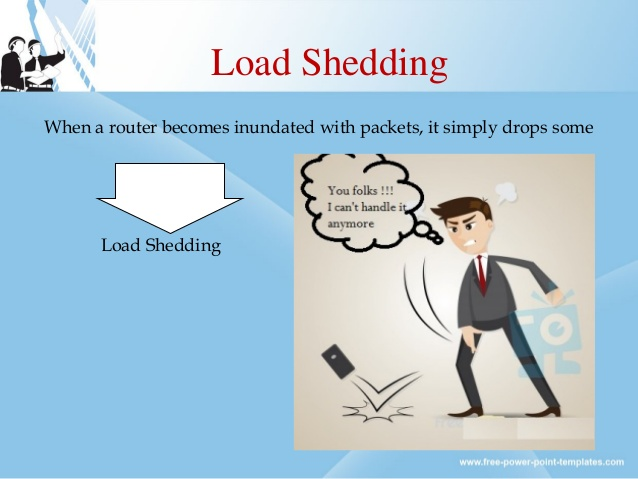 Load Shedding
When a router becomes inundated with packets, it simply drops some
You folks !!!
I can't handle it
anymore
Load Shedding
www.free-power-point-templates.com